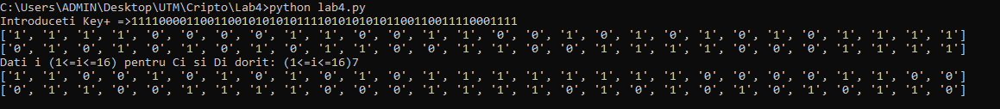 C:\Users\ADMIN\Desktop\UTM\Cripto\Lab4>python lab4.py
Introduceti Key+ =>11110000110011001010101011110101010101100110011110001111
['1', '1', '1', '1', '0', '0', '0', '0', '1', '1', '0', '0', '1', '1', '0', '0', '1', '0', '1', '0', '1', '0', '1', '0', '1', '1', '1', '1']
['0', '1', '0', '1', '0', '1', '0', '1', '0', '1', '1', '0', '0', '1', '1', '0', '0', '1', '1', '1', '1', '0', '0', '0', '1', '1', '1', '1']
Dati i (1<=i<=16) pentru Ci si Di dorit: (1<=i<=16)7
['1', '1', '0', '0', '1', '0', '1', '0', '1', '0', '1', '0', '1', '1', '1', '1', '1', '1', '1', '1', '0', '0', '0', '0', '1', '1', '0', '0']
['0', '1', '1', '0', '0', '1', '1', '1', '1', '0', '0', '0', '1', '1', '1', '1', '0', '1', '0', '1', '0', '1', '0', '1', '0', '1', '1', '0']